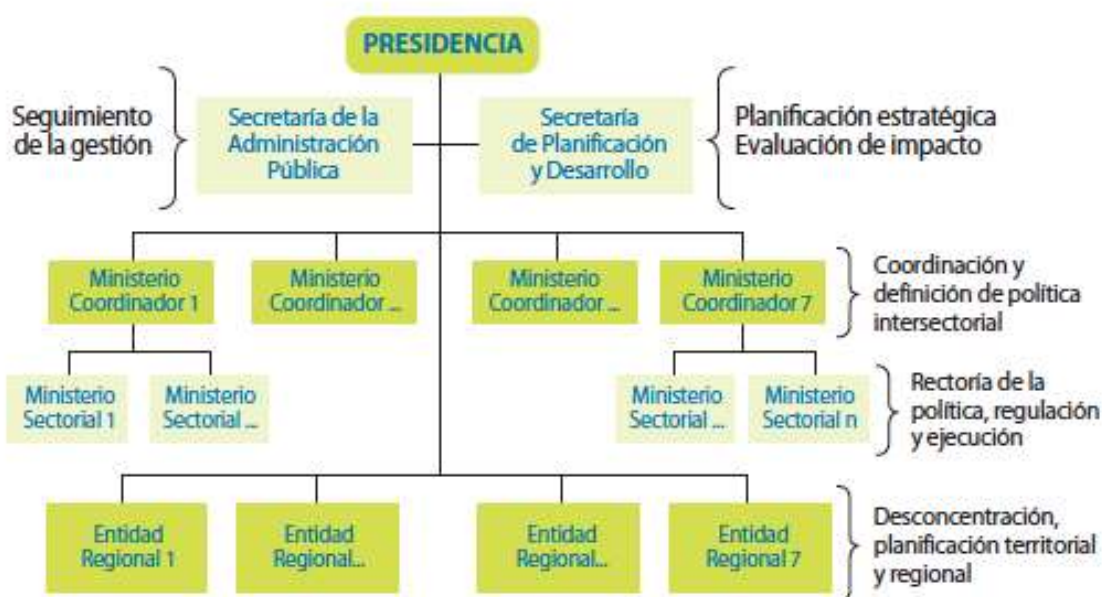 PRESIDENCIA
Seguimiento
de la gestión
Secretaría de la
Administración
Pública
Secretaría
de Planificación
y Desarrollo
Planificación estratégica
Evaluación de impacto
Ministerio
Coordinador 1
Ministerio
Coordinador ...
Ministerio
Coordinador ...
Ministerio
Coordinador 7
Coordinación y
definición de política
intersectorial
Ministerio
Sectorial 1
Ministerio
Sectorial ...
Ministerio
Sectorial ...
Ministerio
Sectorial n
Rectoría de la
política, regulación
y ejecución
Entidad
Regional 1
Entidad
Regional...
Entidad
Regional...
Entidad
Regional 7
Desconcentración,
planificación territorial
y regional